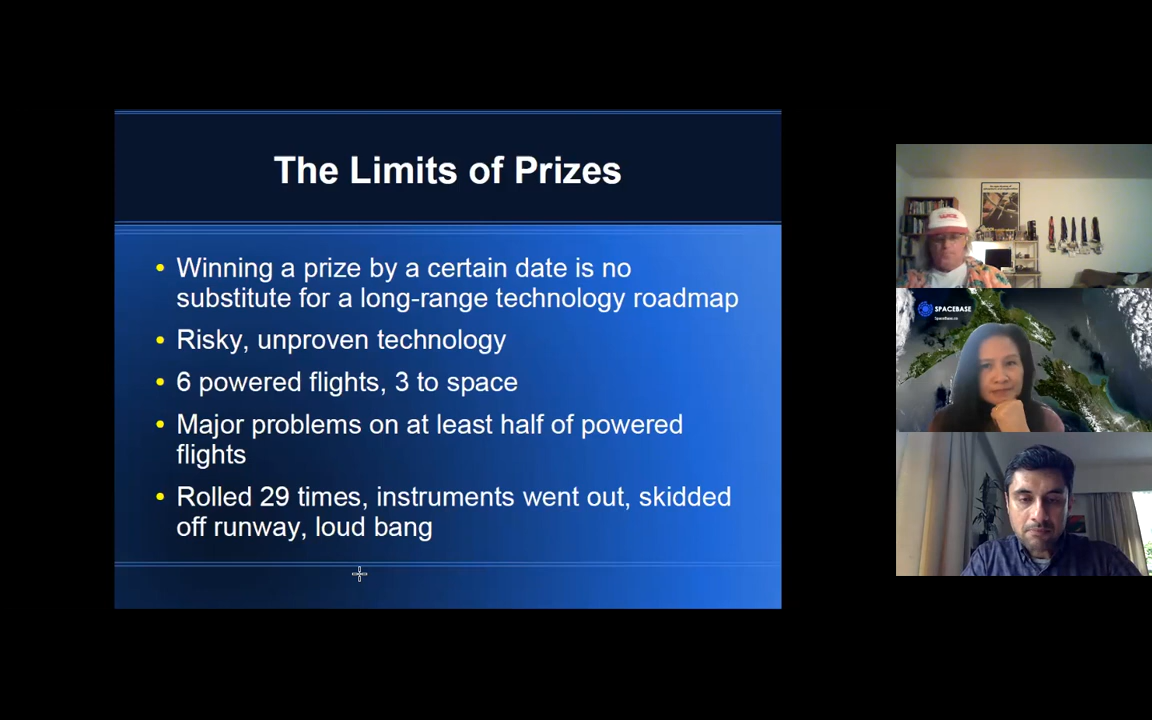 The Limits of Prizes
Winning a prize by a certain date is no
substitute for a long-range technology roadmap
Risky, unproven technology
6 powered flights, 3 to space
Major problems on at least half of powered
flights
Rolled 29 times, instruments went out, skidded
off runway, loud bang
SPACEBASE